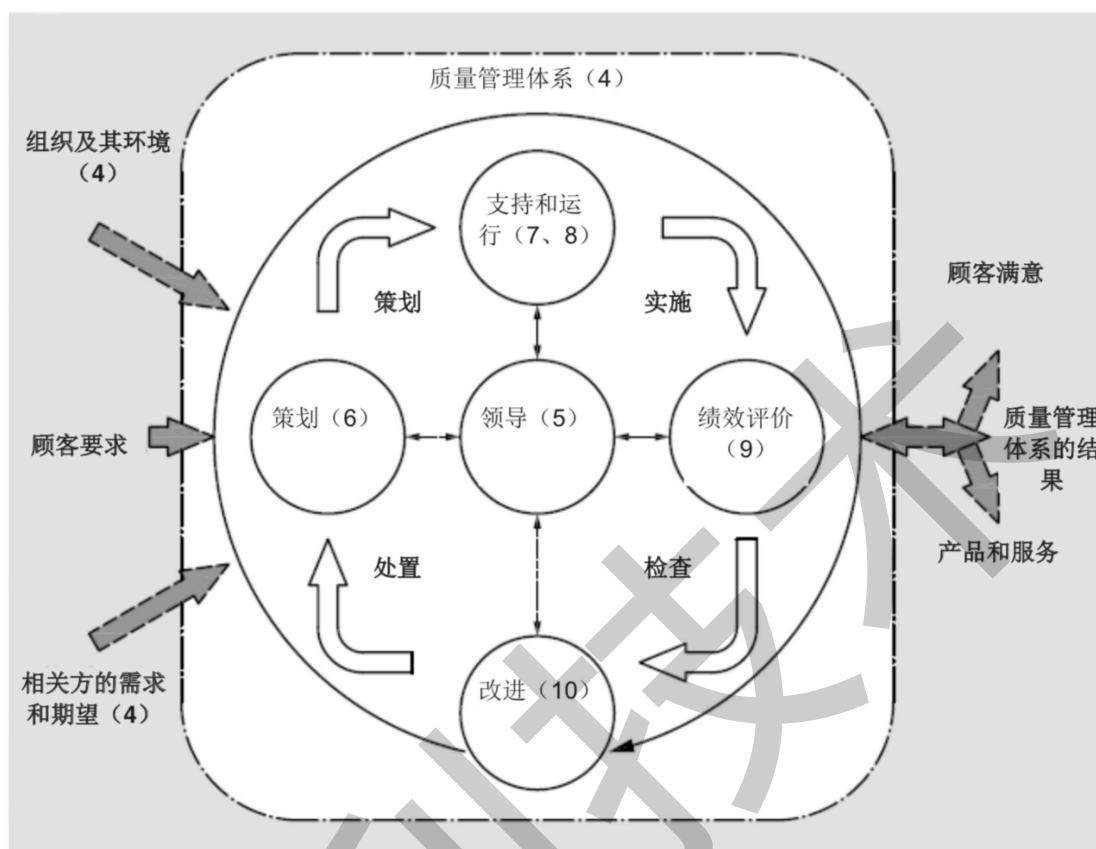 质量管理体系（4）
组织及其环境
（4）
支持和运
行（7、8）
顾客满意
策划
实施
策划（6）
领导（5）
绩效评价
（9）
顾客要求
质量管理
体系的结
果
处置
检查
产品和服务
相关方的需求
和期望（4）
改进（10）